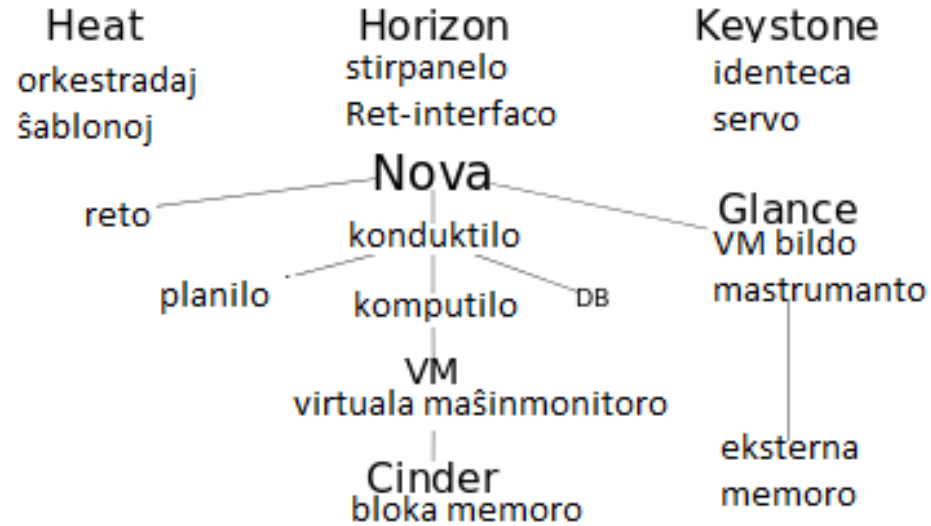 Heat
orkestradaj
ŝablonoj
Horizon
stirpanelo
Ret-interfaco
Keystone
identeca
servo
Nova
reto
konduktilo
planilo
komputilo
DB
VM
virtuala maŝinmonitoro
Cinder
bloka memoro
Glance
VM bildo
mastrumanto
eksterna
memoro